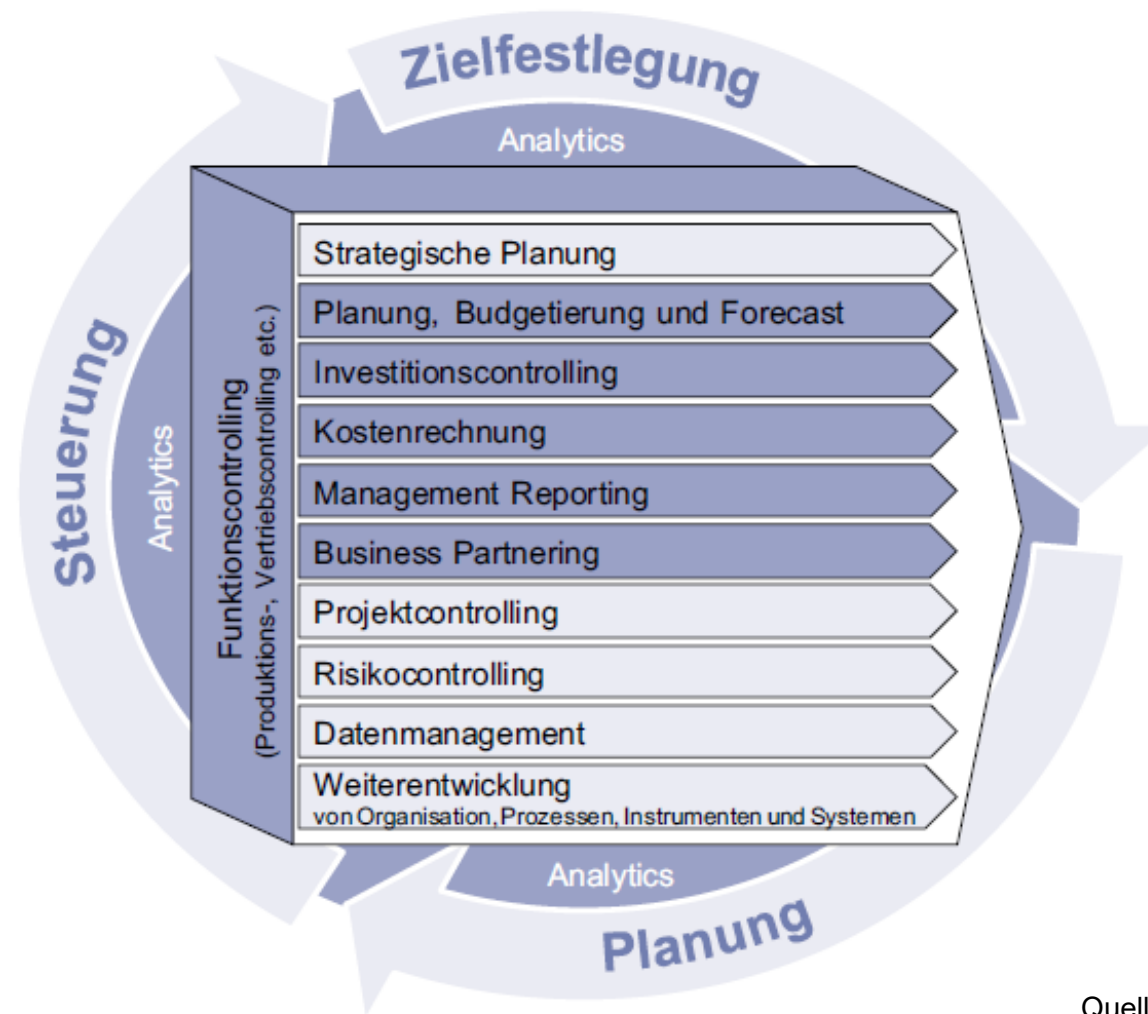 Zielfestlegung
Analytics
Steuerung
Analytics
Funktionscontrolling
(Produktions-, Vertriebscontrolling etc.)
Strategische Planung
Planung, Budgetierung und Forecast
Investitionscontrolling
Kostenrechnung
Management Reporting
Business Partnering
Projektcontrolling
Risikocontrolling
Datenmanagement
Weiterentwicklung
von Organisation, Prozessen, Instrumenten und Systemen
Analytics
Planung
Quell